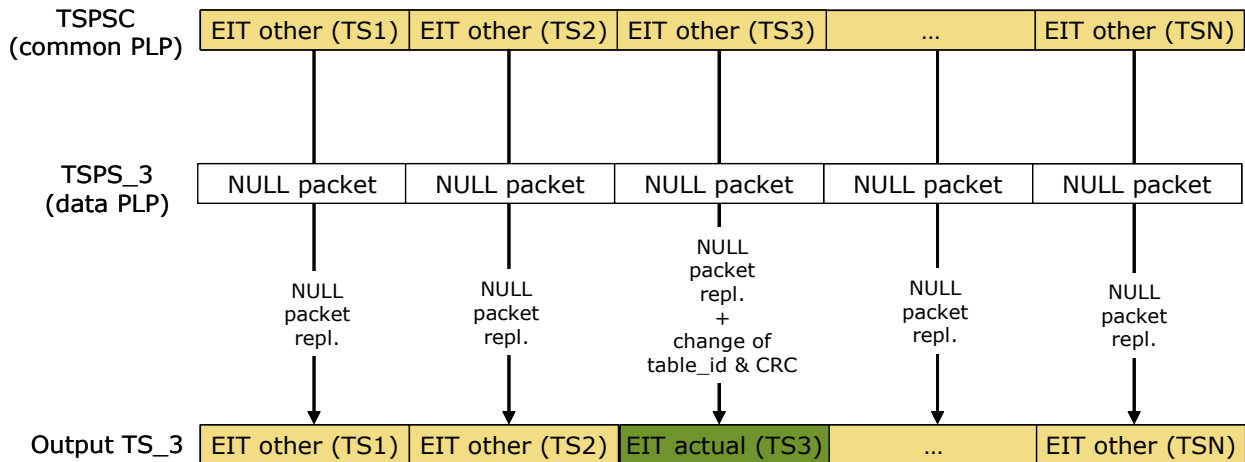 TSPSC
(common PLP)
EIT other (TS1) EIT other (TS2) EIT other (TS3) ... EIT other (TSN)
TSPS_3
(data PLP)
NULL packet NULL packet NULL packet NULL packet NULL packet
NULL
packet
repl.
NULL
packet
repl.
NULL
packet
repl.
+
change of
table_id & CRC
NULL
packet
repl.
NULL
packet
repl.
Output TS_3
EIT other (TS1) EIT other (TS2) EIT actual (TS3) ... EIT other (TSN)